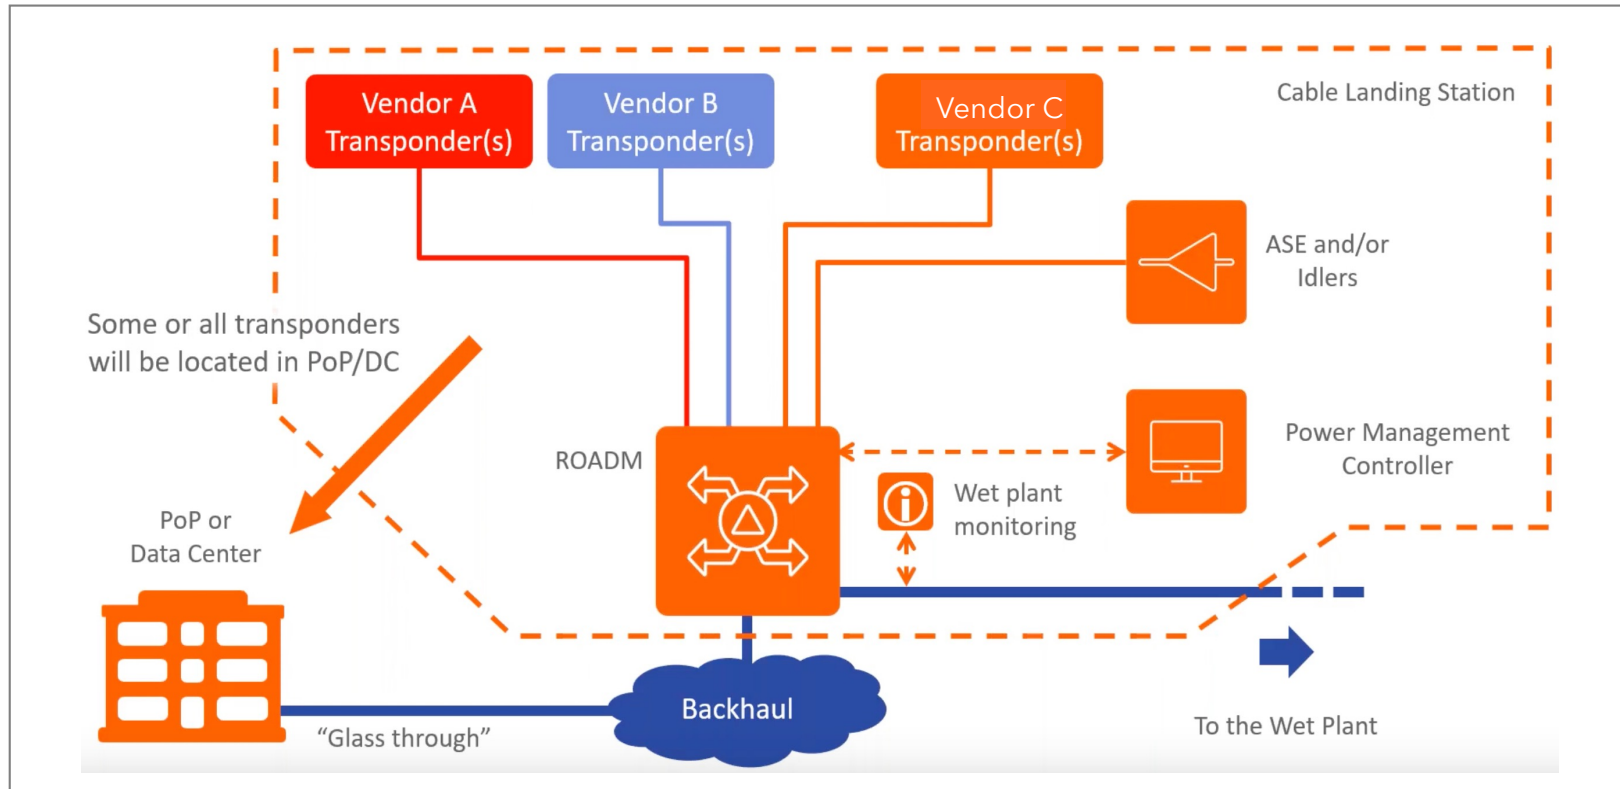 Vendor A
Transponder(s)
Vendor B
Transponder(s)
Vendor C
Transponder(s)
Cable Landing Station
ASE and/or
Idlers
Some or all transponders
will be located in PoP/DC
Power Management
Controller
ROADM
Wet plant
monitoring
PoP or
Data Center
Backhaul
“Glass through”
To the Wet Plant